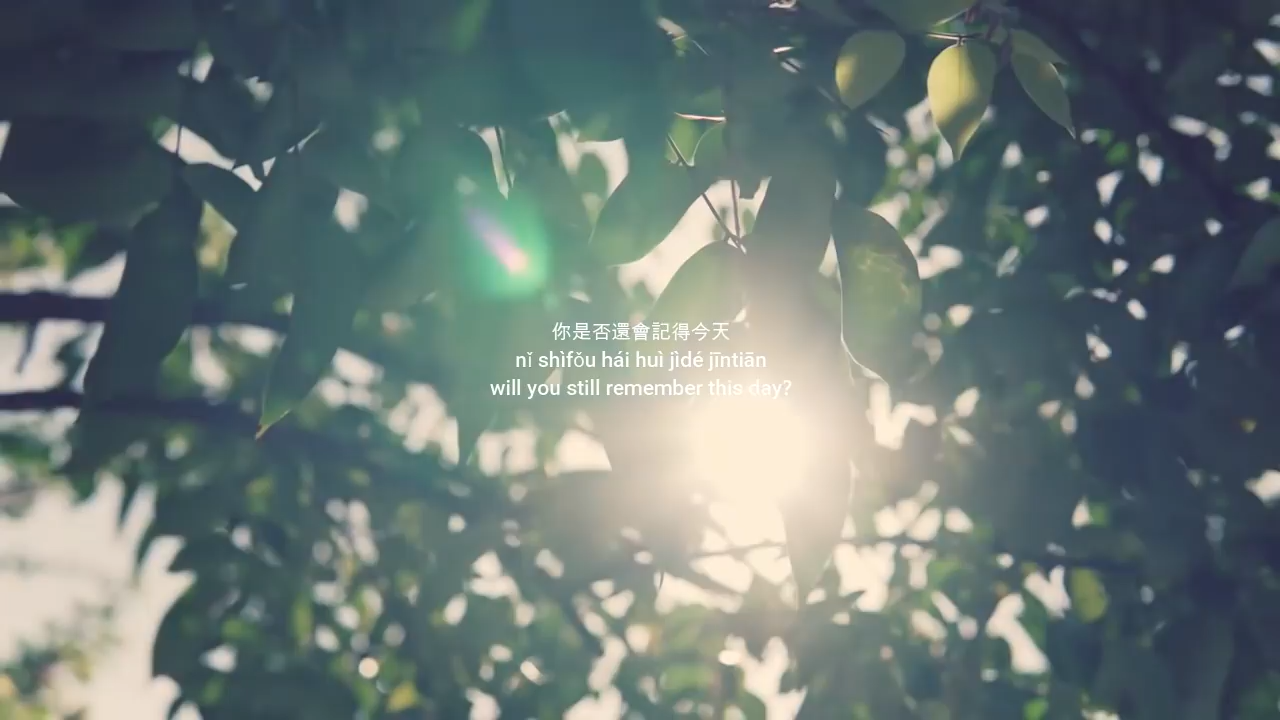 你是否還會記得今天
nǐ shìfǒu hái huì jìdé jīntiān
will you still remember this day?